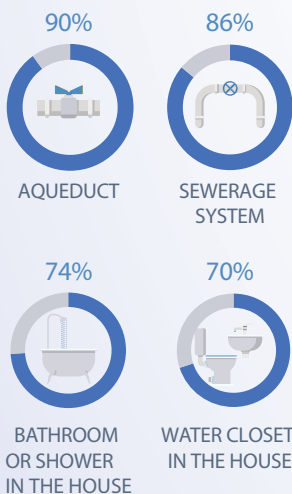 90%
AQUEDUCT
86%
SEWERAGE
SYSTEM
74%
BATHROOM
OR SHOWER
IN THE HOUSE
70%
WATER CLOSET
IN THE HOUSE